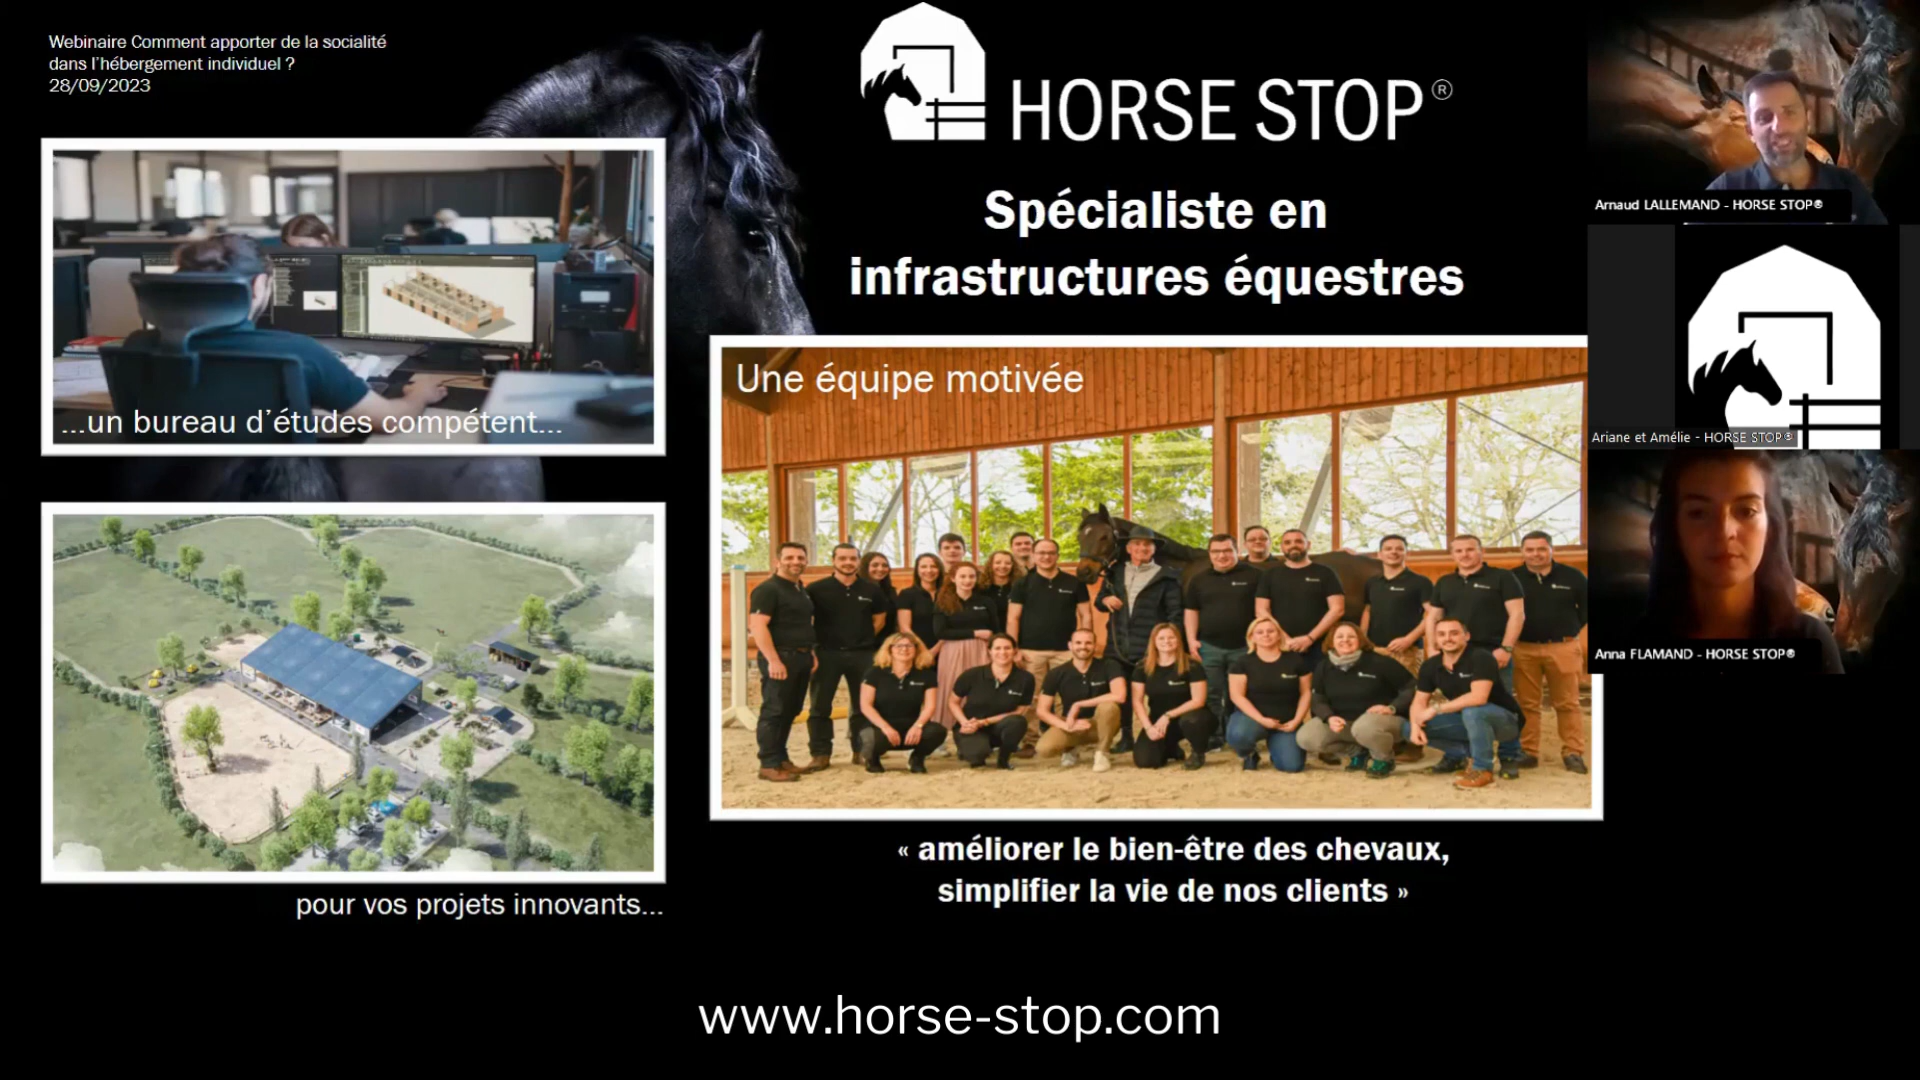 Webinaire Comment apporter de la socialité
dans l'hébergement individuel ?
28/09/2023
HORSE STOP®
Spécialiste en
infrastructures équestres
...un bureau d'études compétent...
Une équipe motivée
pour vos projets innovants...
« améliorer le bien-être des chevaux,
simplifier la vie de nos clients »
www.horse-stop.com
Arnaud LALLEMAND - HORSE STOP®
Ariane et Amélie - HORSE STOP®
Anna FLAMAND - HORSE STOP®